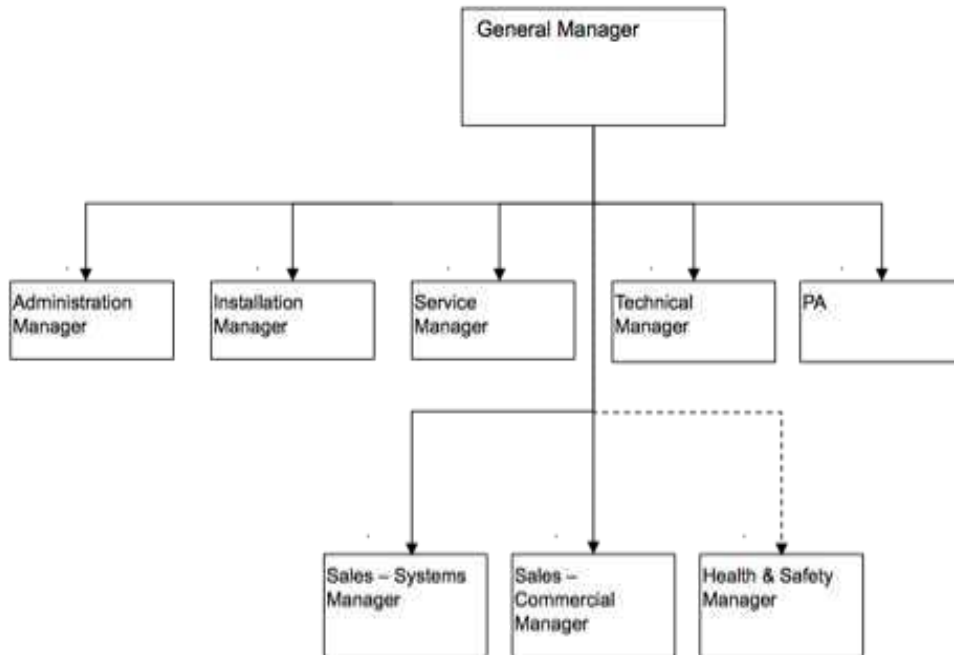 General Manager
Administration
Manager
Installation
Manager
Service
Manager
Technical
Manager
PA
Sales – Systems
Manager
Sales –
Commercial
Manager
Health & Safety
Manager